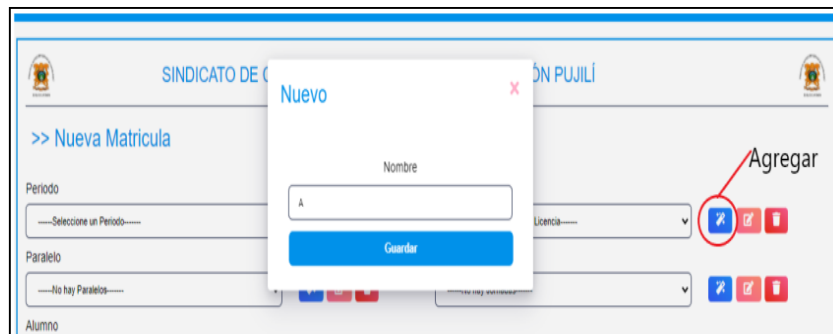 SINDICATO DE
ÓN PUJILÍ
Nuevo
X
>> Nueva Matricula
Agregar
Nombre
Periodo
A
------Seleccione un Periodo-------
Licencia-------
Guardar
Paralelo
------No hay Paralelos-------
Alumno